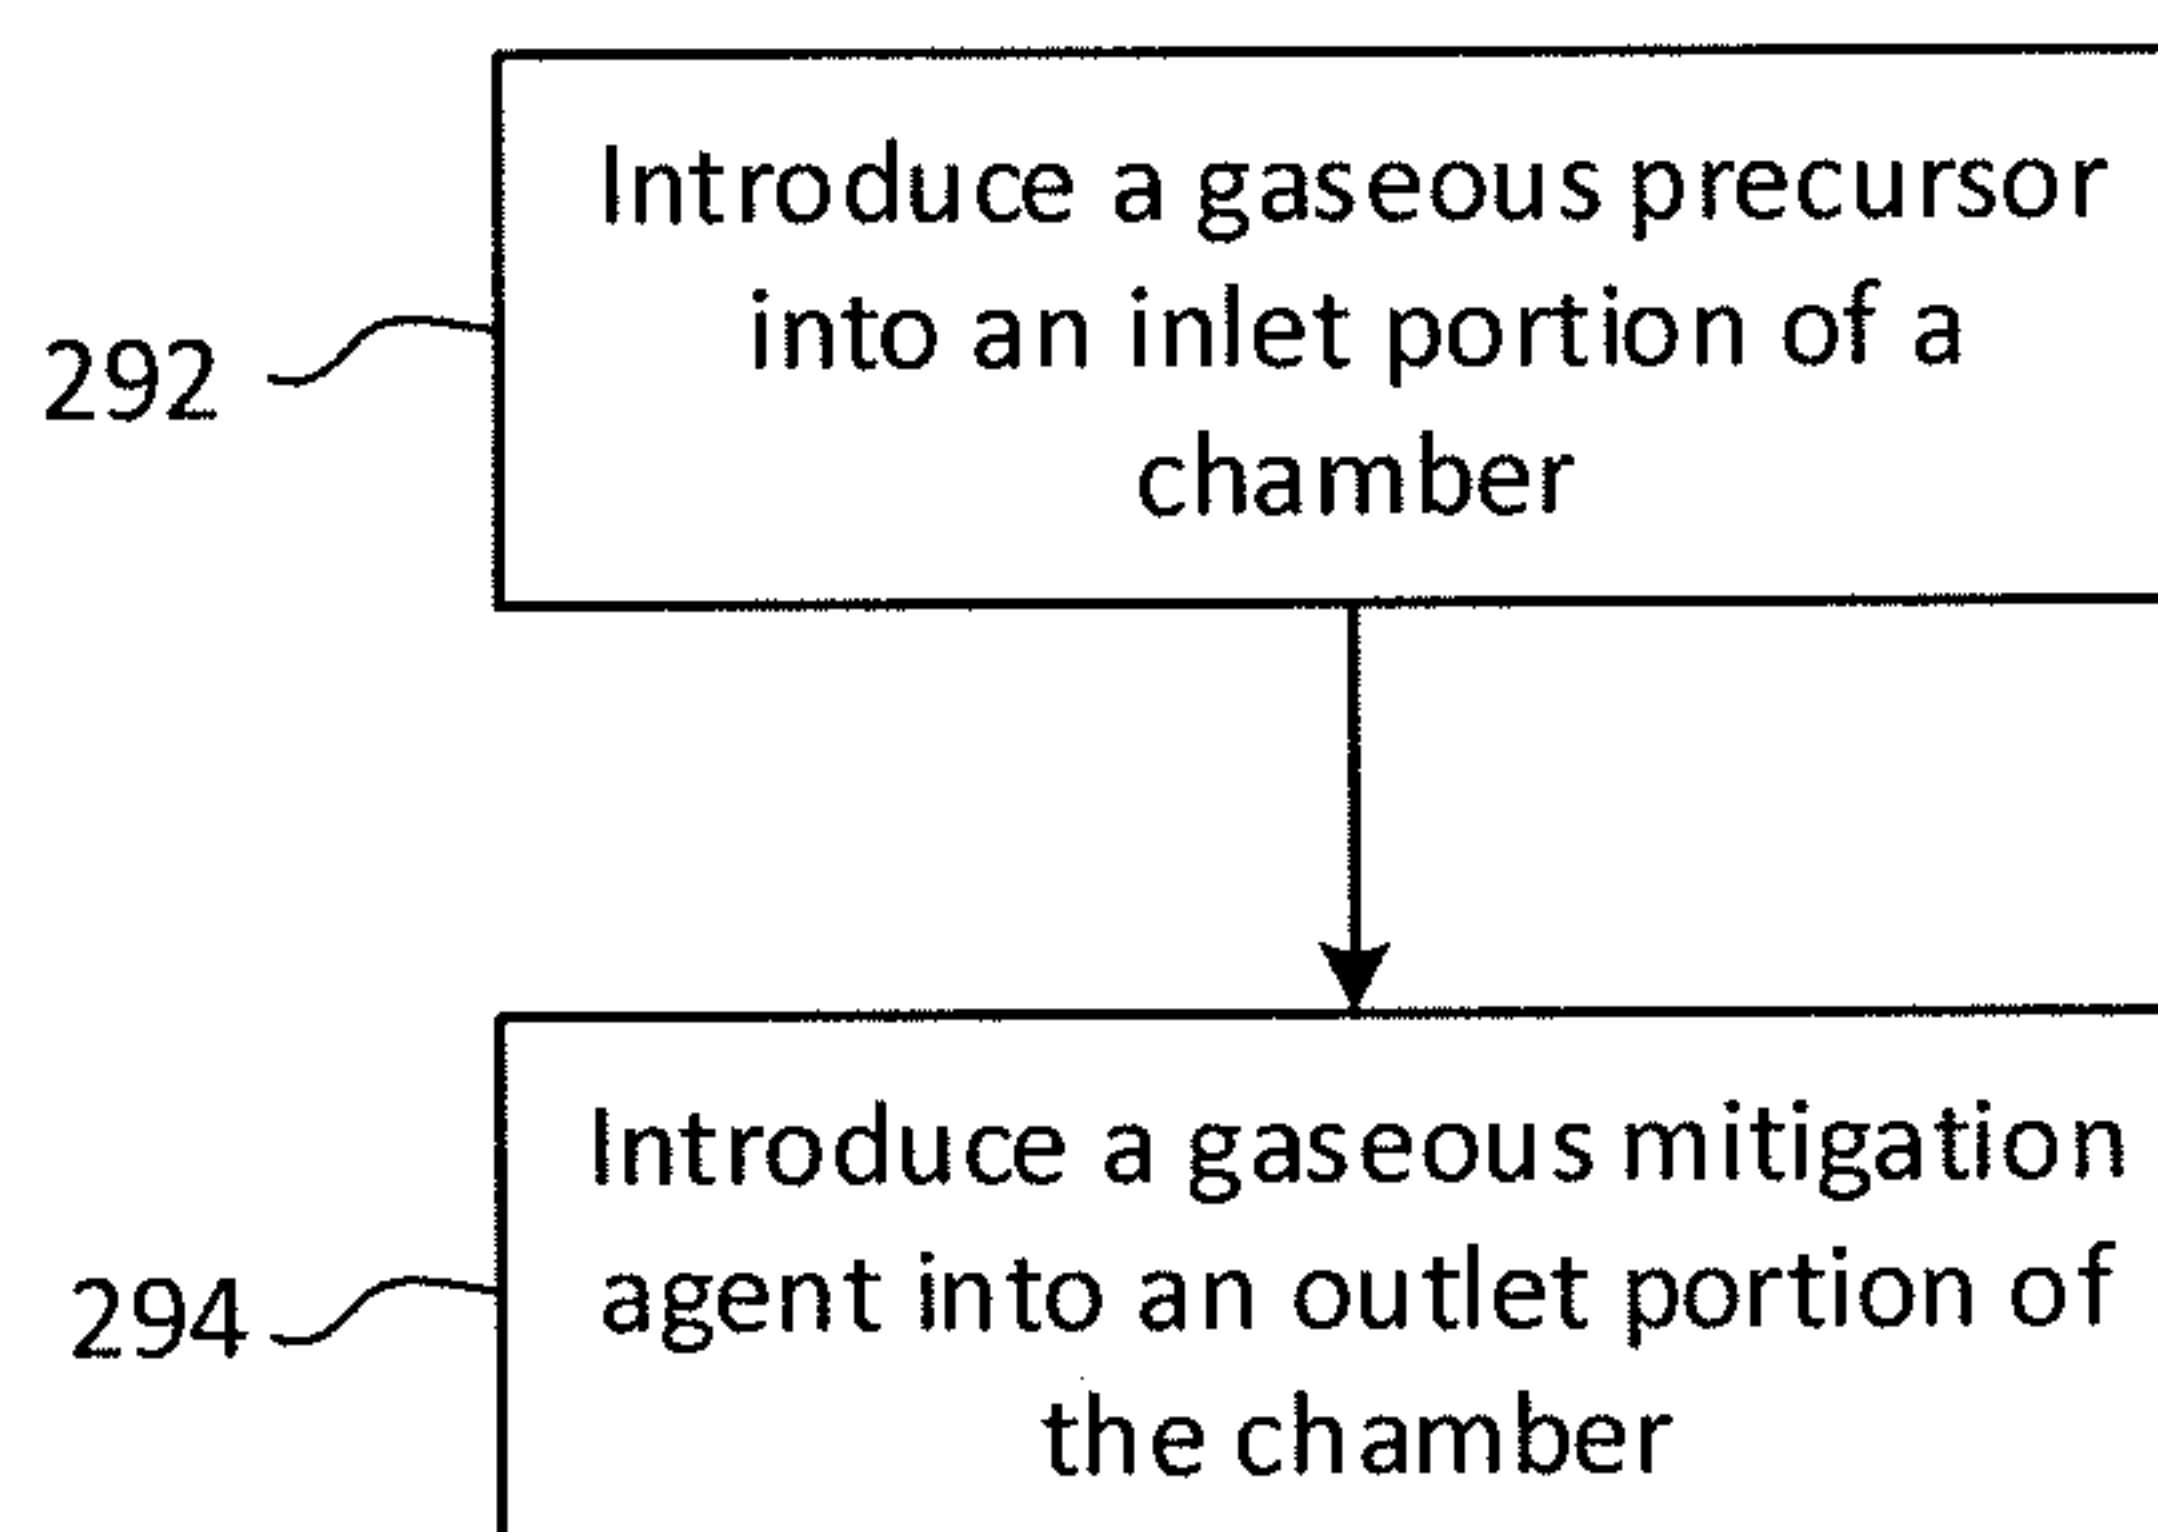 Introduce a gaseous precursor
into an inlet portion of a
chamber
292
Introduce a gaseous mitigation
agent into an outlet portion of
the chamber
294